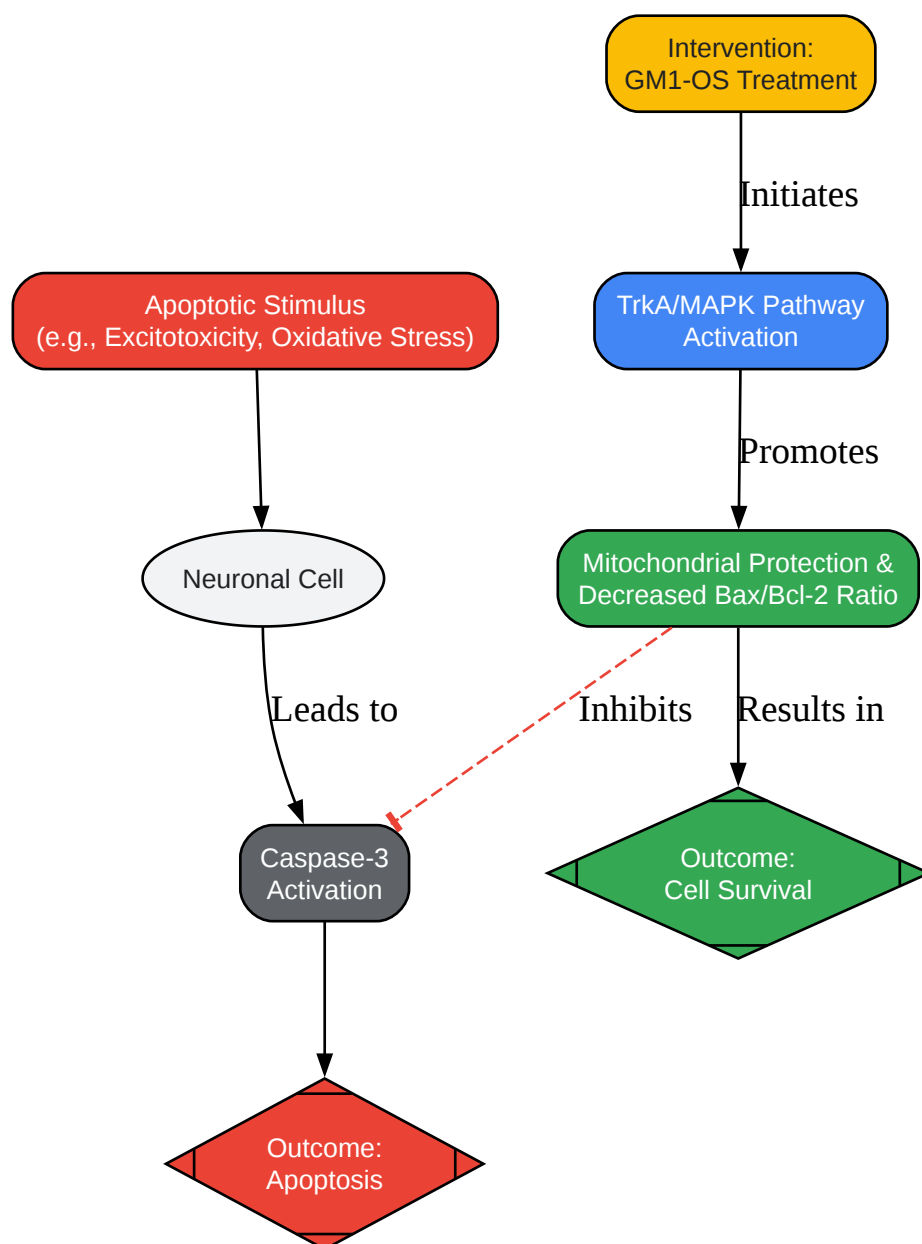 Intervention:
GM1-OS Treatment
Initiates
Apoptotic Stimulus
(e.g., Excitotoxicity, Oxidative Stress)
TrkA/MAPK Pathway
Activation
Promotes
Neuronal Cell
Mitochondrial Protection &
Decreased Bax/Bcl-2 Ratio
Leads to
Inhibits
Results in
Caspase-3
Activation
Outcome:
Cell Survival
Outcome:
Apoptosis